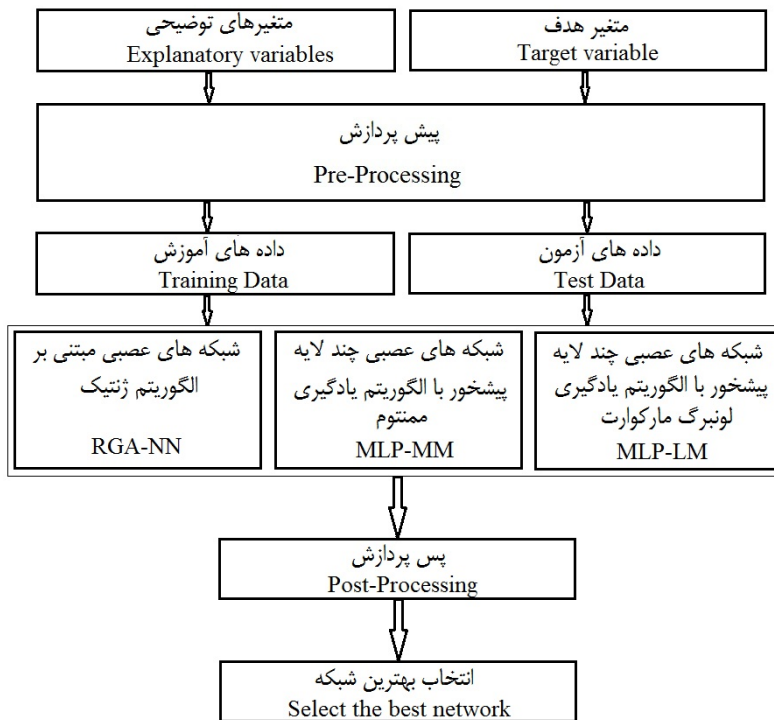 متغیرهای توضیحی
Explanatory variables
متغیر هدف
Target variable
پیش پردازش
Pre-Processing
داده های آموزش
Training Data
داده های آزمون
Test Data
شبکه های عصبی مبتنی بر
الگوریتم ژنتیک
RGA-NN
شبکه های عصبی چند لایه
پیشخور با الگوریتم یادگیری
ممنتوم
MLP-MM
شبکه های عصبی چند لایه
پیشخور با الگوریتم یادگیری
لونبرگ مارکوارت
MLP-LM
پس پردازش
Post-Processing
انتخاب بهترین شبکه
Select the best network